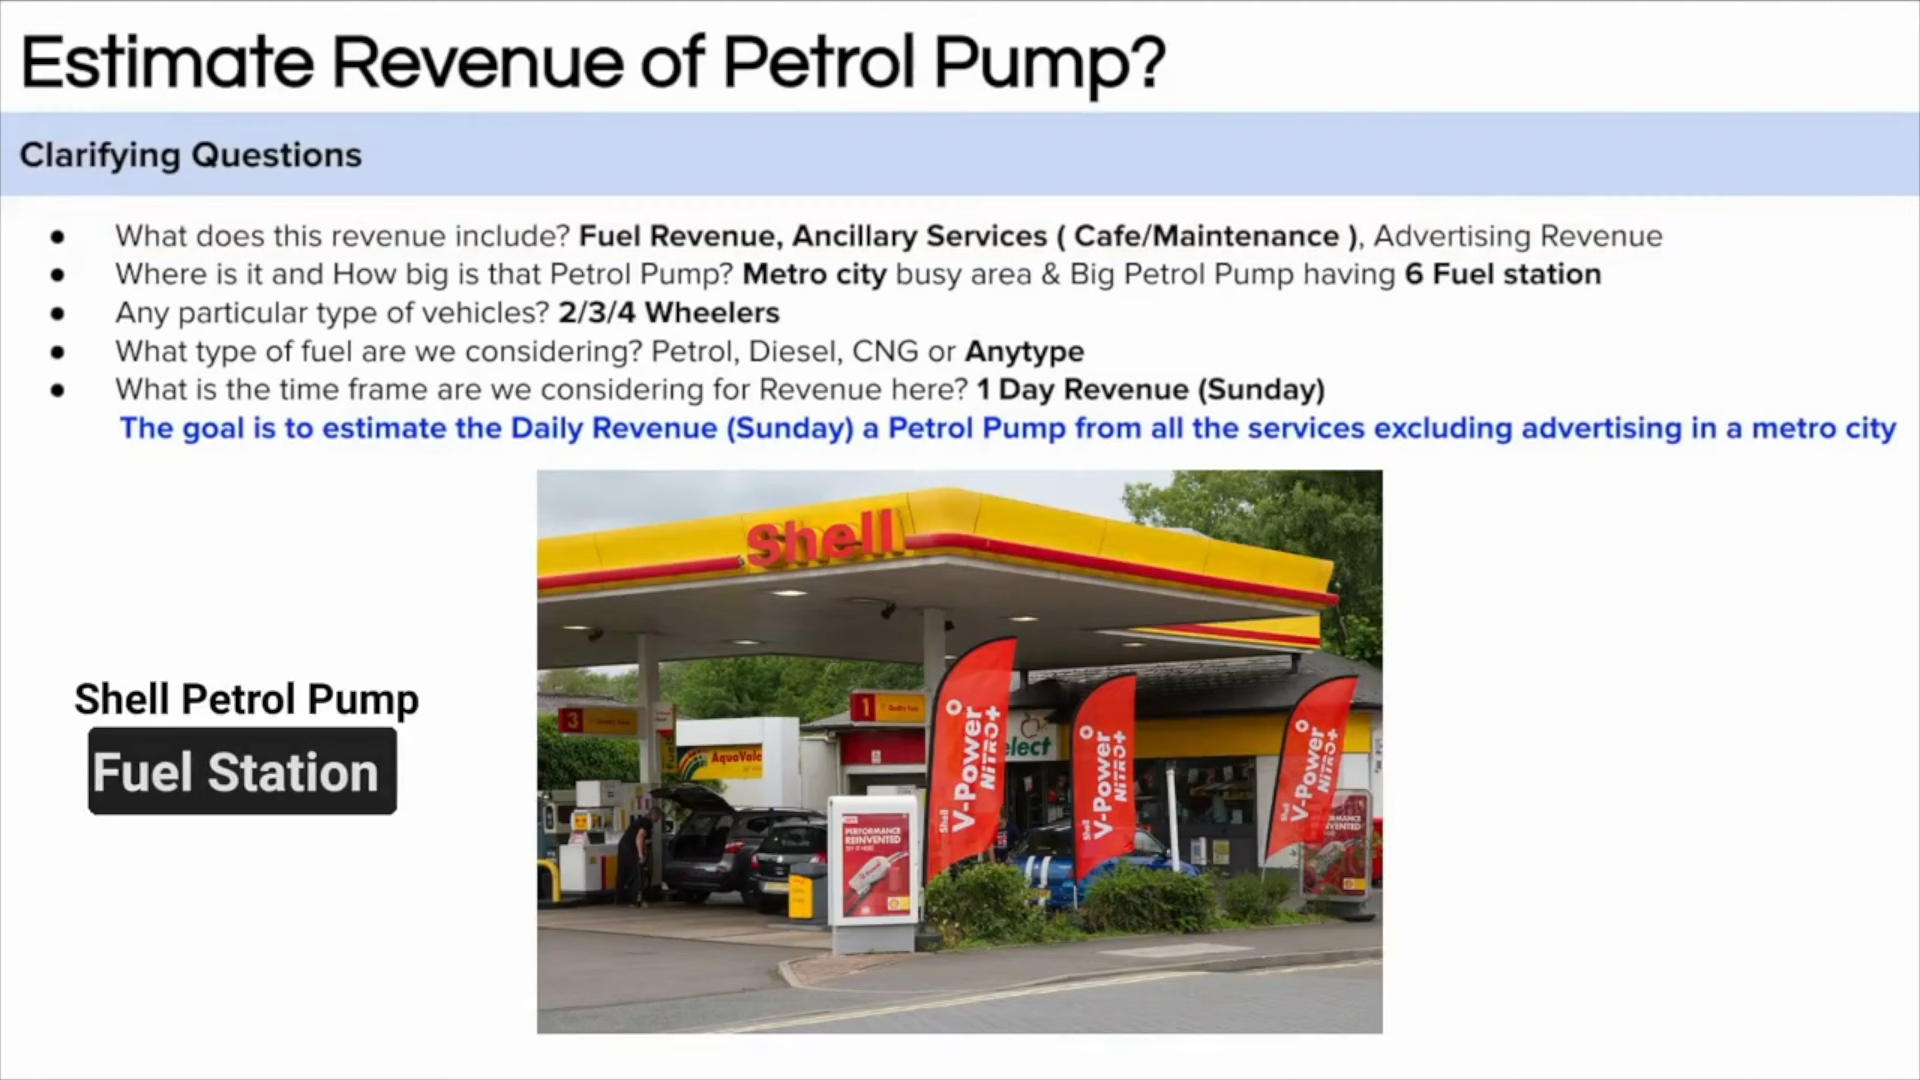 Estimate Revenue of Petrol Pump?
Clarifying Questions
● What does this revenue include? Fuel Revenue, Ancillary Services ( Cafe/Maintenance ), Advertising Revenue
● Where is it and How big is that Petrol Pump? Metro city busy area & Big Petrol Pump having 6 Fuel station
● Any particular type of vehicles? 2/3/4 Wheelers
● What type of fuel are we considering? Petrol, Diesel, CNG or Anytype
● What is the time frame are we considering for Revenue here? 1 Day Revenue (Sunday)
The goal is to estimate the Daily Revenue (Sunday) a Petrol Pump from all the services excluding advertising in a metro city
Shell
Shell Petrol Pump
Fuel Station
3
1
AquaVale
elect
Shell V-Power NiTRO+
Shell V-Power NiTRO+
Shell V-Power NiTRO+
PERFORMANCE
REINVENTED